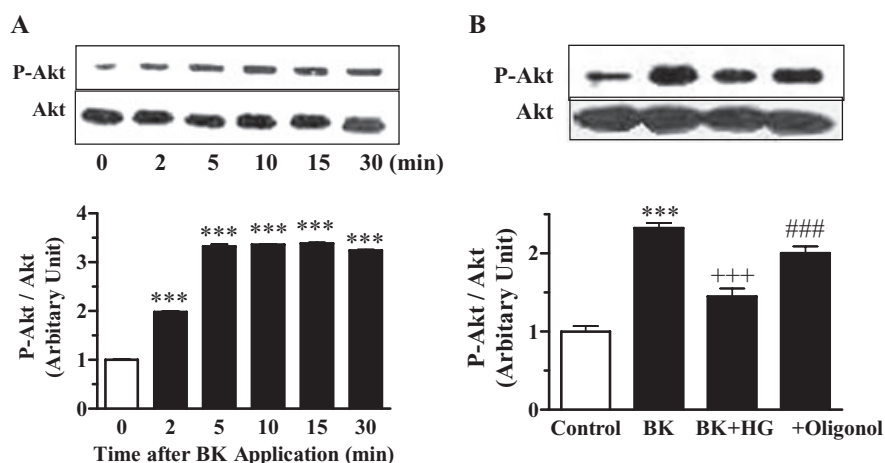 A
P-Akt
Akt
0 2 5 10 15 30 (min)
P-Akt / Akt
(Arbitary Unit)
4
3
2
1
0
*** *** *** *** ***
0 2 5 10 15 30
Time after BK Application (min)
B
P-Akt
Akt
P-Akt / Akt
(Arbitary Unit)
2
1
0
*** +++ ###
Control BK BK+HG +Oligonol